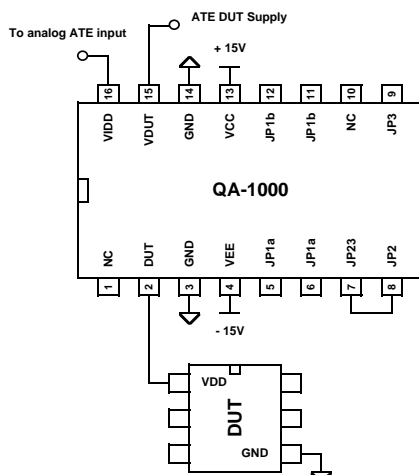 ATE DUT Supply
To analog ATE input
+ 15V
16 15 14 13 12 11 10 9
VIDD VDUT GND VCC JP1b JP1b NC JP3
QA-1000
NC DUT GND VEE JP1a JP1a JP23 JP2
1 2 3 4 5 6 7 8
- 15V
VDD
DUT
GND